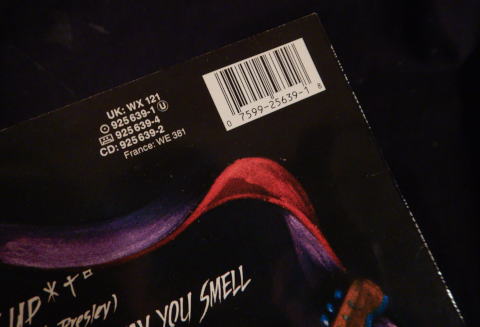 UK: WX 121
925 639-1 U
925 639-4
CD: 925 639-2
France: WE 381
0 7599-25639-1 8
UP*†°
Presley)
YOU SMELL